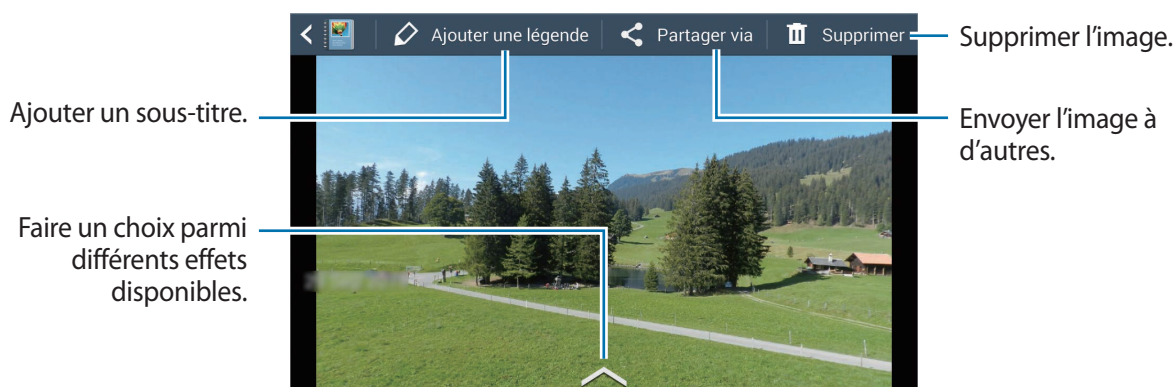 Ajouter une légende
Partager via
Supprimer
Supprimer l’image.
Ajouter un sous-titre.
Envoyer l’image à
d’autres.
Faire un choix parmi
différents effets
disponibles.